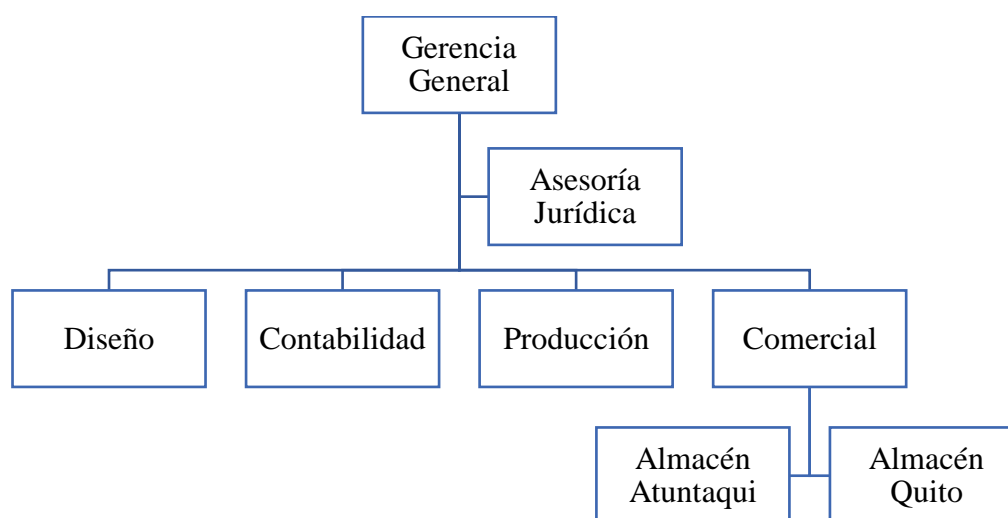 Gerencia
General
Asesoría
Jurídica
Diseño
Contabilidad
Producción
Comercial
Almacén
Atuntaqui
Almacén
Quito